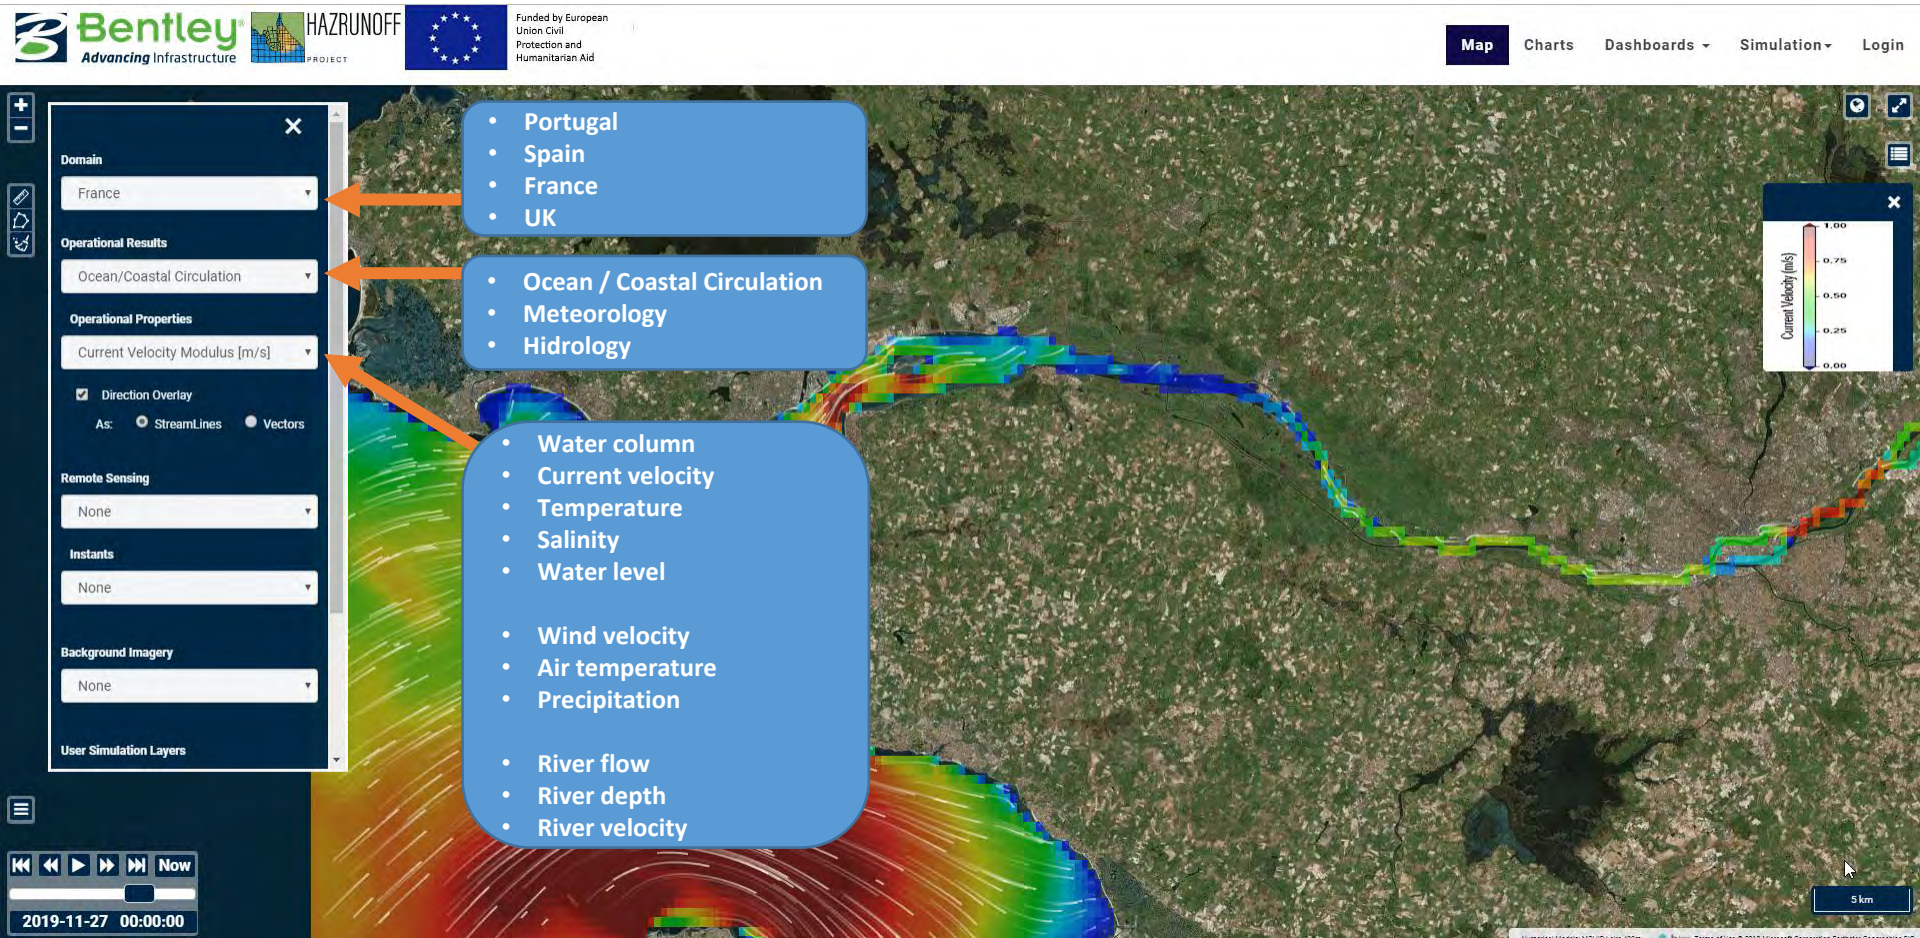 Bentley®
Advancing Infrastructure
HAZRUNOFF
PROJECT
Funded by European
Union Civil
Protection and
Humanitarian Aid
Map
Charts
Dashboards
Simulation
Login
Domain
France
Operational Results
Ocean/Coastal Circulation
Operational Properties
Current Velocity Modulus [m/s]
Direction Overlay
As: StreamLines Vectors
Remote Sensing
None
Instants
None
Background Imagery
None
User Simulation Layers
• Portugal
• Spain
• France
• UK
• Ocean / Coastal Circulation
• Meteorology
• Hidrology
• Water column
• Current velocity
• Temperature
• Salinity
• Water level
• Wind velocity
• Air temperature
• Precipitation
• River flow
• River depth
• River velocity
Current Velocity (m/s)
1.00
0.75
0.50
0.25
0.00
Now
2019-11-27 00:00:00
5 km